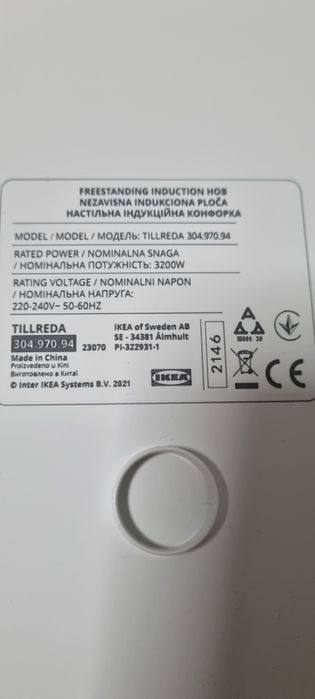 FREESTANDING INDUCTION HOB
NEZAVISNA INDUKCIONA PLOČA
НАСТІЛЬНА ІНДУКЦІЙНА КОНФОРКА
MODEL / MODEL / МОДЕЛЬ: TILLREDA 304.970.94
RATED POWER / NOMINALNA SNAGA
/ НОМІНАЛЬНА ПОТУЖНІСТЬ: 3200W
RATING VOLTAGE / NOMINALNI NAPON
/ НОМІНАЛЬНА НАПРУГА:
220-240V~ 50-60HZ
TILLREDA
304.970.94 23070
Made in China
Proizvedeno u Kini
Виготовлено в Китаї
© Inter IKEA Systems B.V. 2021
IKEA of Sweden AB
SE - 34381 Älmhult
PI-322931-1
IKEA
2146
CE